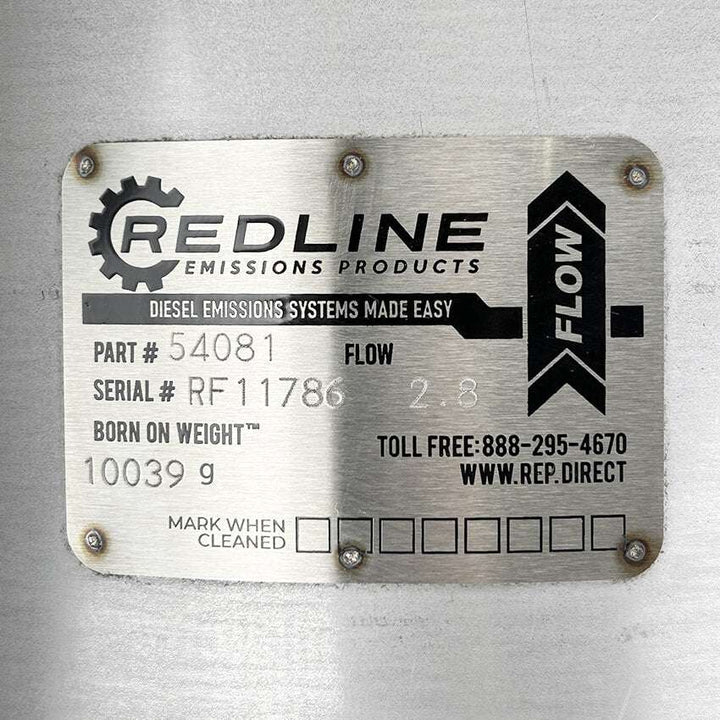 REDLINE
EMISSIONS PRODUCTS
DIESEL EMISSIONS SYSTEMS MADE EASY
FLOW
PART # 54081 FLOW
SERIAL # RF11786 2.8
BORN ON WEIGHT™
10039 g
TOLL FREE:888-295-4670
WWW.REP.DIRECT
MARK WHEN
CLEANED